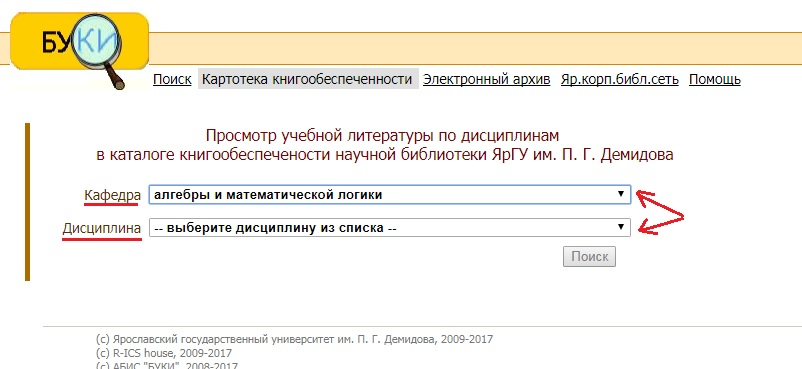 БУКИ
Поиск Картотека книгообеспеченности Электронный архив Яр.корп.библ.сеть Помощь
Просмотр учебной литературы по дисциплинам
в каталоге книгообеспечености научной библиотеки ЯрГУ им. П. Г. Демидова
Кафедра алгебры и математической логики
Дисциплина -- выберите дисциплину из списка --
Поиск
(c) Ярославский государственный университет им. П. Г. Демидова, 2009-2017
(c) R-ICS house, 2009-2017
(c) АБИС "БУКИ", 2008-2017